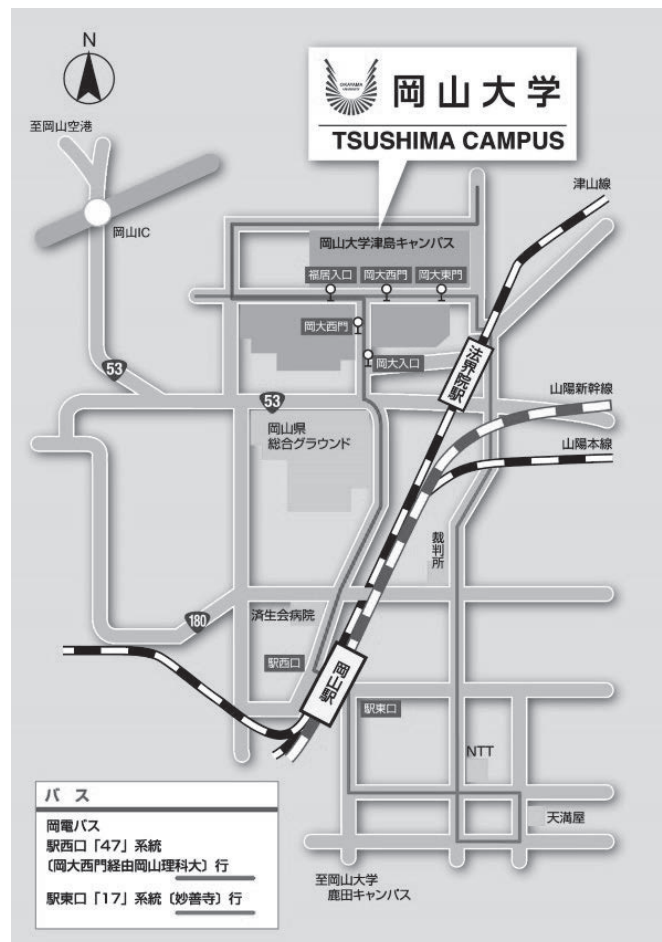 N
岡山大学
TSUSHIMA CAMPUS
至岡山空港
岡山IC
津山線
岡山大学津島キャンパス
福居入口
岡大西門
岡大東門
岡大西門
岡大入口
法界院駅
53
53
山陽新幹線
岡山県
総合グラウンド
山陽本線
裁判所
180
済生会病院
駅西口
岡山駅
駅東口
NTT
天満屋
至岡山大学
鹿田キャンパス
バス
岡電バス
駅西口「47」系統
〔岡大西門経由岡山理科大〕行
駅東口「17」系統〔妙善寺〕行